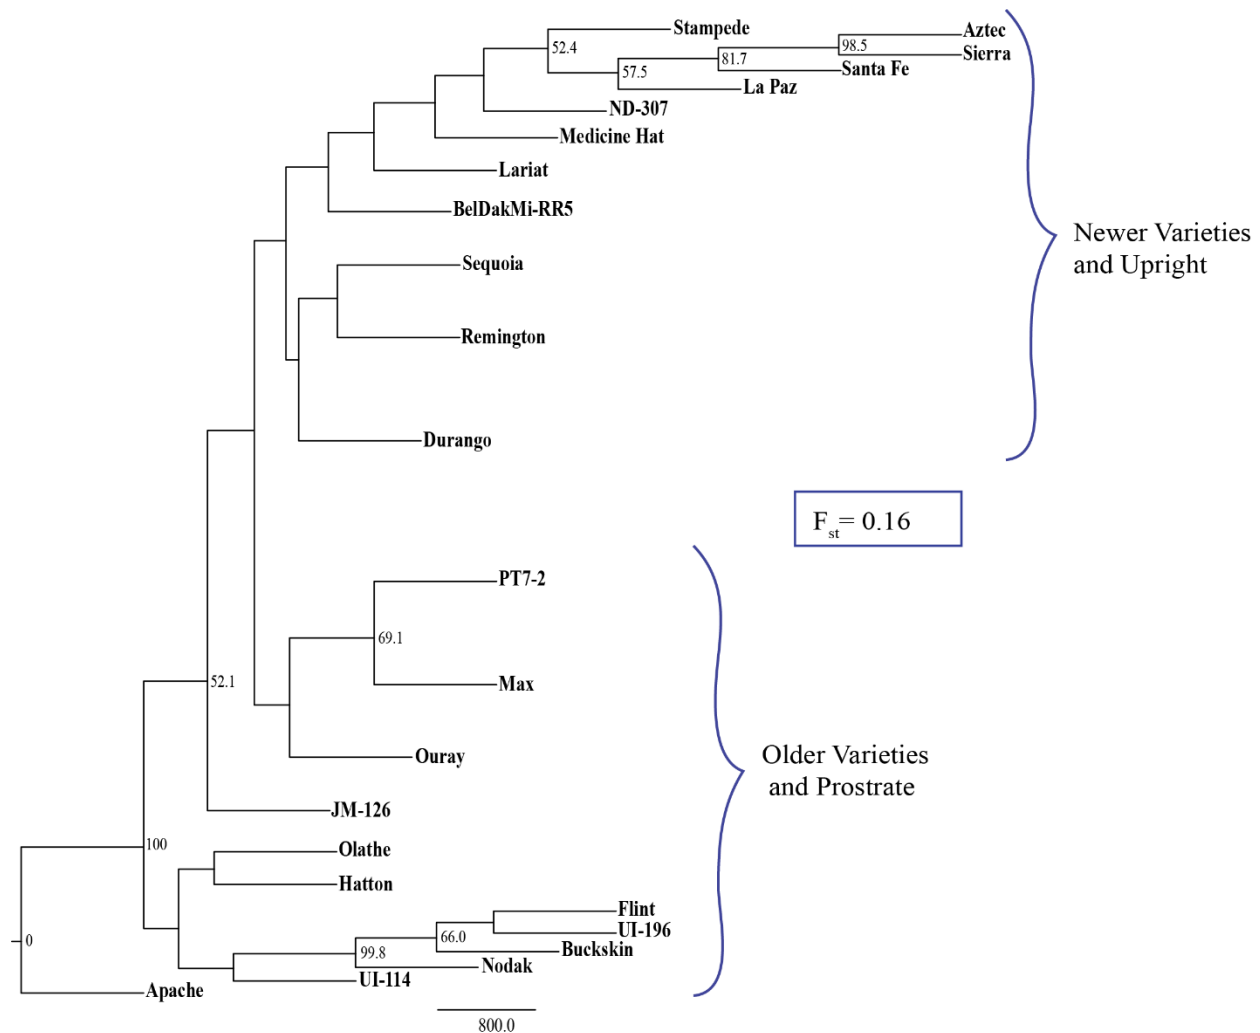 Stampede
Aztec
52.4
98.5
81.7
Sierra
57.5
Santa Fe
La Paz
ND-307
Medicine Hat
Lariat
BelDakMi-RR5
Newer Varieties
and Upright
Sequoia
Remington
Durango
Fst= 0.16
PT7-2
69.1
Max
52.1
Ouray
Older Varieties
and Prostrate
JM-126
100
Olathe
Hatton
Flint
UI-196
66.0
Buckskin
0
99.8
Nodak
UI-114
Apache
800.0